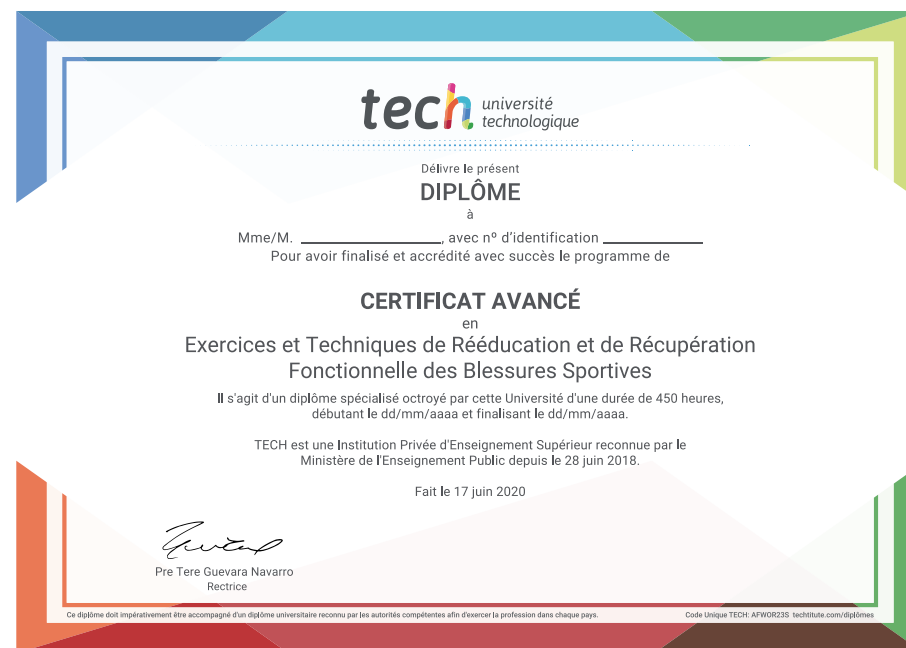 tech université
technologique
Délivre le présent
DIPLÔME
à
Mme/M. ____________________, avec nº d'identification ______________
Pour avoir finalisé et accrédité avec succès le programme de
CERTIFICAT AVANCÉ
en
Exercices et Techniques de Rééducation et de Récupération
Fonctionnelle des Blessures Sportives
Il s'agit d'un diplôme spécialisé octroyé par cette Université d'une durée de 450 heures,
débutant le dd/mm/aaaa et finalisant le dd/mm/aaaa.
TECH est une Institution Privée d'Enseignement Supérieur reconnue par le
Ministère de l'Enseignement Public depuis le 28 juin 2018.
Fait le 17 juin 2020
Pre Tere Guevara Navarro
Rectrice
Ce diplôme doit impérativement être accompagné d'un diplôme universitaire reconnu par les autorités compétentes afin d'exercer la profession dans chaque pays.
Code Unique TECH: AFWOR23S techtitute.com/diplômes